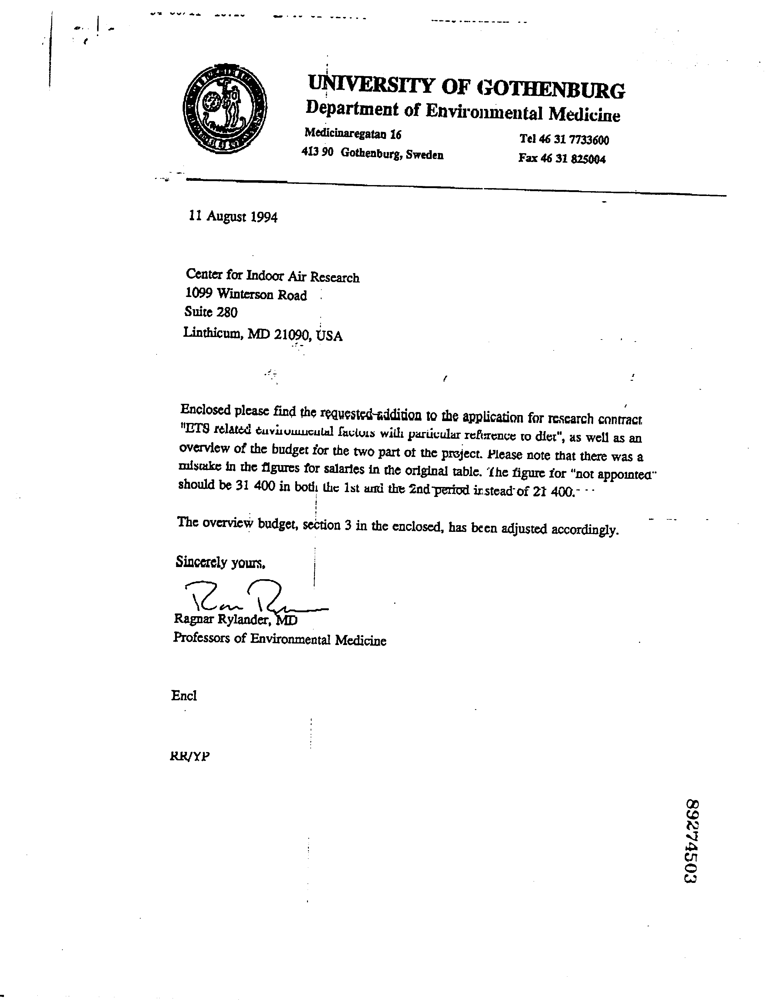 UNIVERSITY OF GOTHENBURG
Department of Environmental Medicine
Medicinaregatan 16
Tel 46 31 7733600
413 90 Gothenburg, Sweden
Fax 46 31 825004
11 August 1994
Center for Indoor Air Research
1099 Winterson Road
Suite 280
Linthicum, MD 21090, USA
Enclosed please find the requested addition to the application for research contract
"ETS related environmental factors with particular reference to diet", as well as an
overview of the budget for the two part of the project. Please note that there was a
mistake in the figures for salaries in the original table. The figure for "not appointed"
should be 31 400 in both the 1st and the 2nd period instead of 21 400.
The overview budget, section 3 in the enclosed, has been adjusted accordingly.
Sincerely yours,
Ragnar Rylander, MD
Professors of Environmental Medicine
Encl
RR/YP
89274503